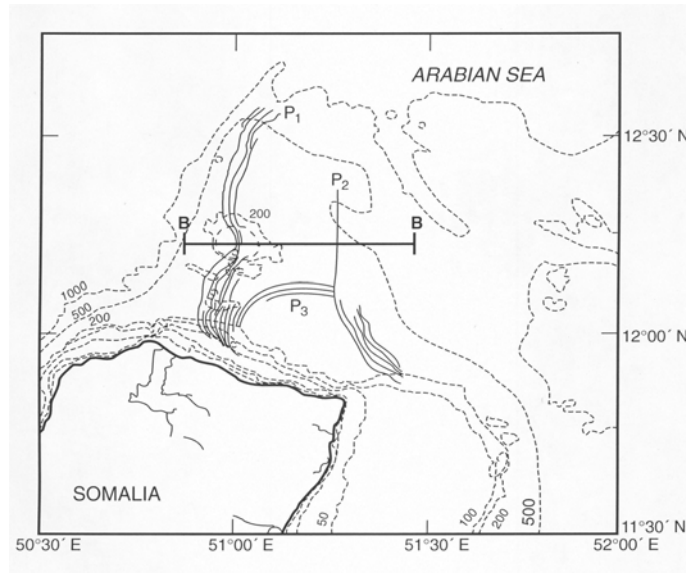 ARABIAN SEA
P1
12°30´ N
P2
B
200
B
1000
500
200
P3
12°00´ N
SOMALIA
50
100
200
500
11°30´ N
50°30´ E
51°00´ E
51°30´ E
52°00´ E